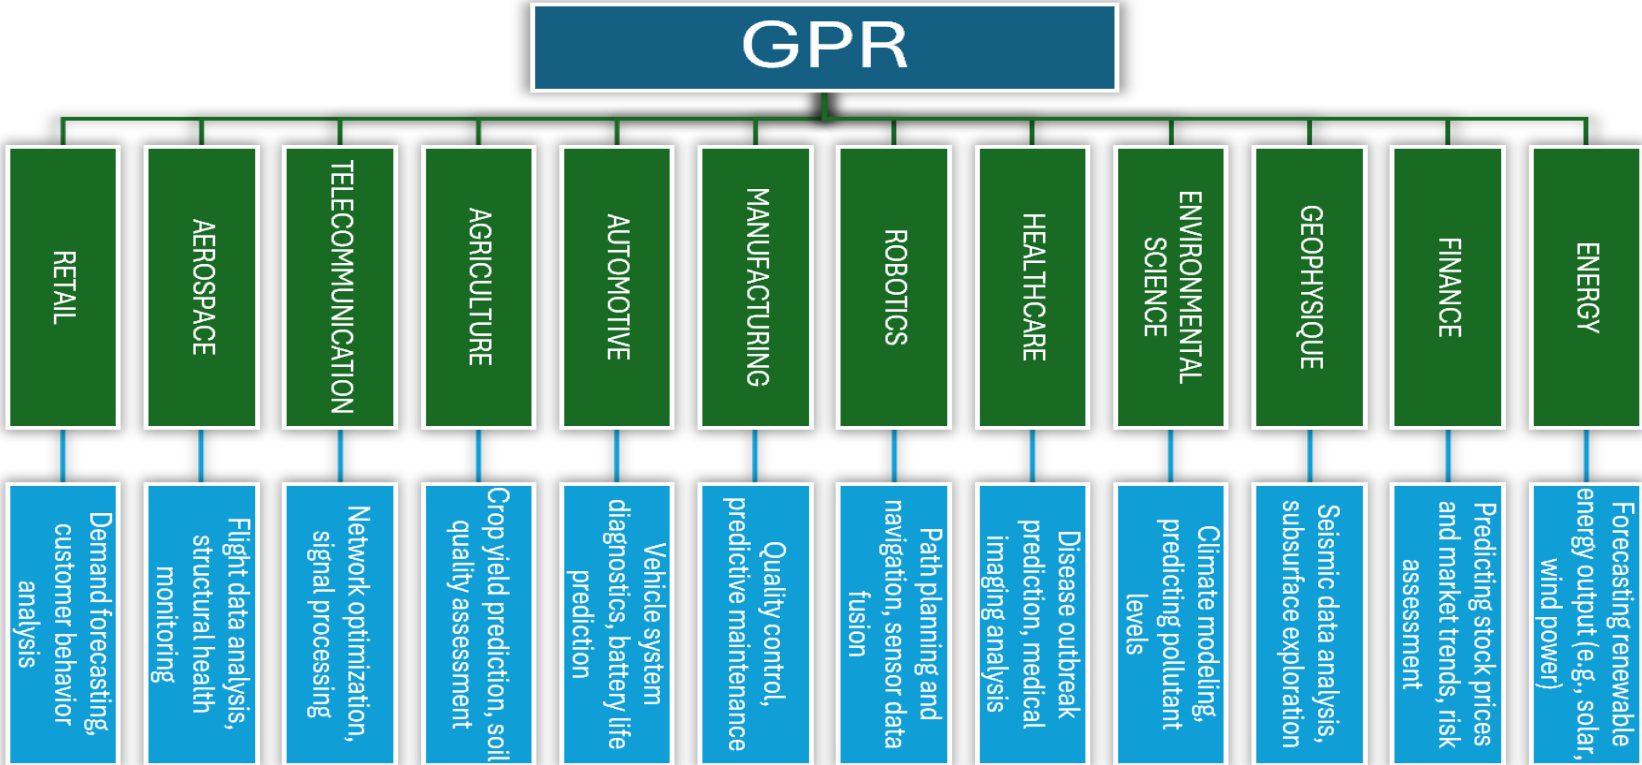 GPR
RETAIL
AEROSPACE
TELECOMMUNICATION
AGRICULTURE
AUTOMOTIVE
MANUFACTURING
ROBOTICS
HEALTHCARE
ENVIRONMENTAL
SCIENCE
GEOPHYSIQUE
FINANCE
ENERGY
Demand forecasting,
customer behavior
analysis
Flight data analysis,
structural health
monitoring
Network optimization,
signal processing
Crop yield prediction, soil
quality assessment
Vehicle system
diagnostics, battery life
prediction
Quality control,
predictive maintenance
Path planning and
navigation, sensor data
fusion
Disease outbreak
prediction, medical
imaging analysis
Climate modeling,
predicting pollutant
levels
Seismic data analysis,
subsurface exploration
Predicting stock prices
and market trends, risk
assessment
Forecasting renewable
energy output (e.g., solar,
wind power)